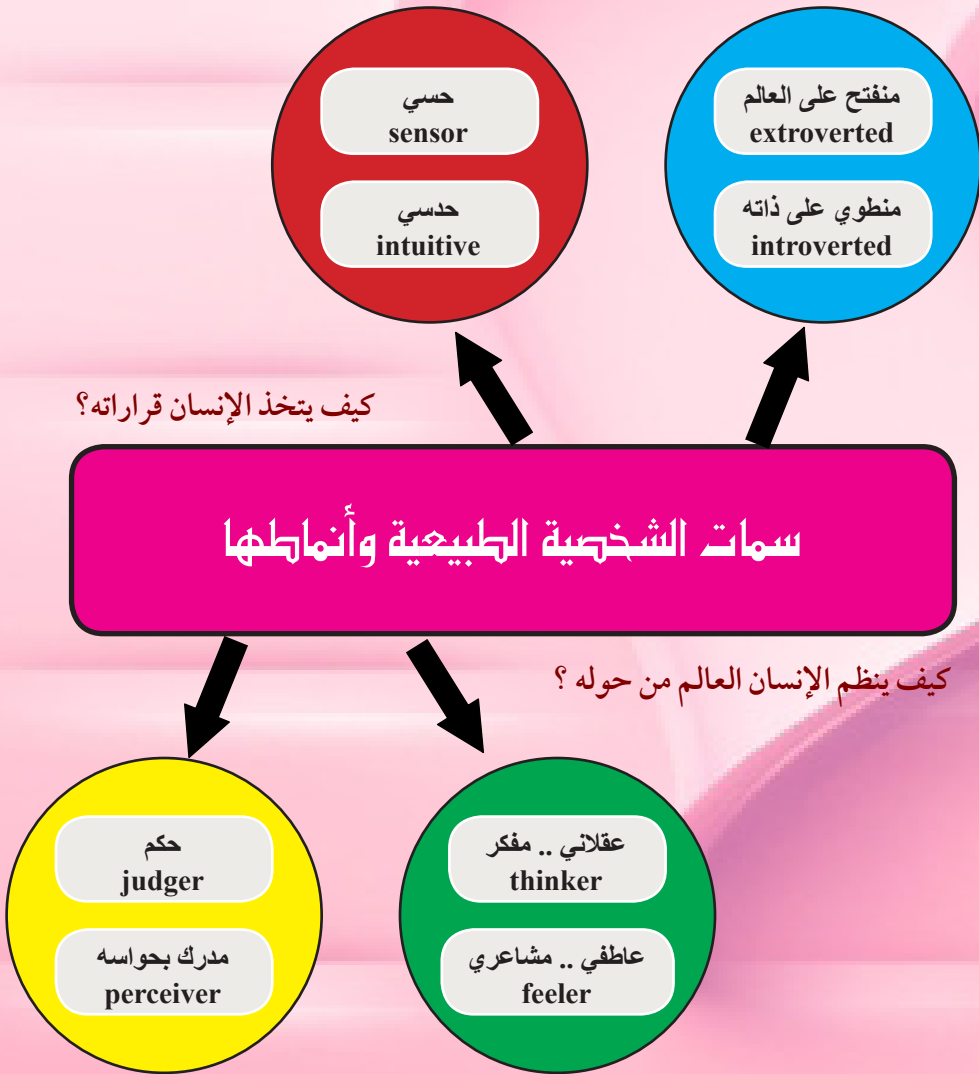 منفتح على العالم
extroverted
منطوي على ذاته
introverted
حسي
sensor
حدسي
intuitive
كيف يتخذ الإنسان قراراته؟
سمات الشخصية الطبيعية وأنماطها
كيف ينظم الإنسان العالم من حوله ؟
عقلاني .. مفكر
thinker
عاطفي .. مشاعري
feeler
حكم
judger
مدرك بحواسه
perceiver